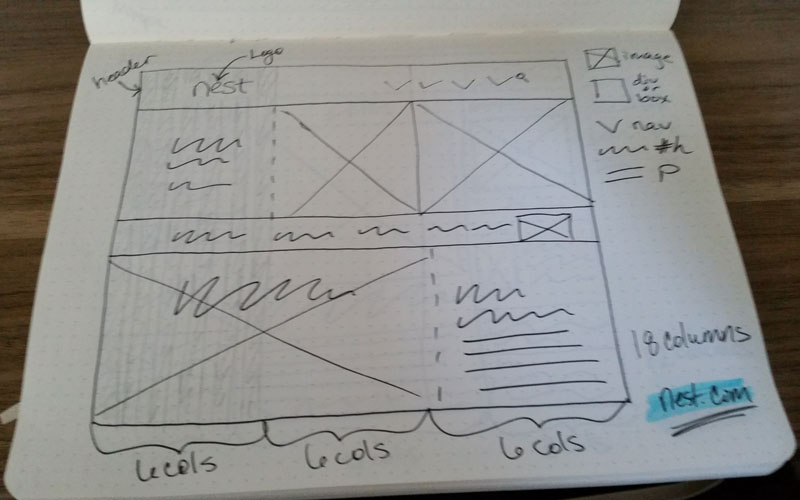 header
Logo
nest
image
div
or
box
nav
#h
p
18 columns
nest.com
6 cols
6 cols
6 cols